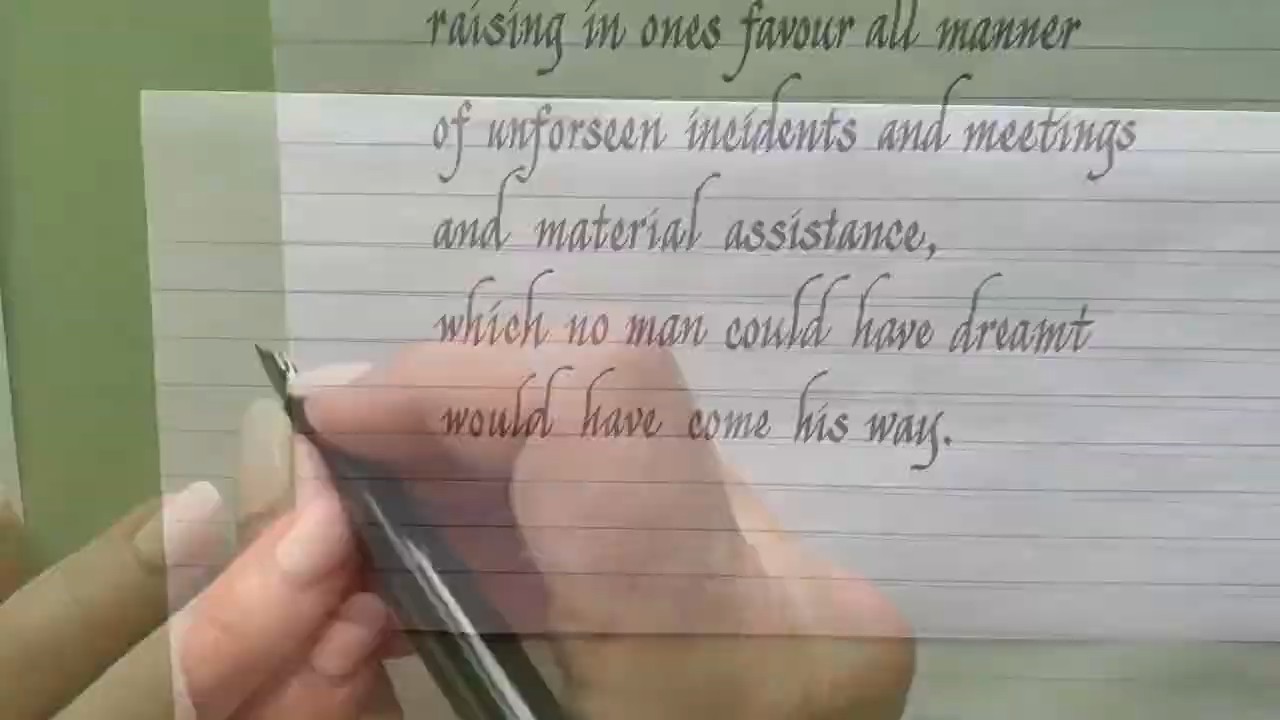 raising in ones favour all manner
of unforseen incidents and meetings
and material assistance,
which no man could have dreamt
would have come his way.